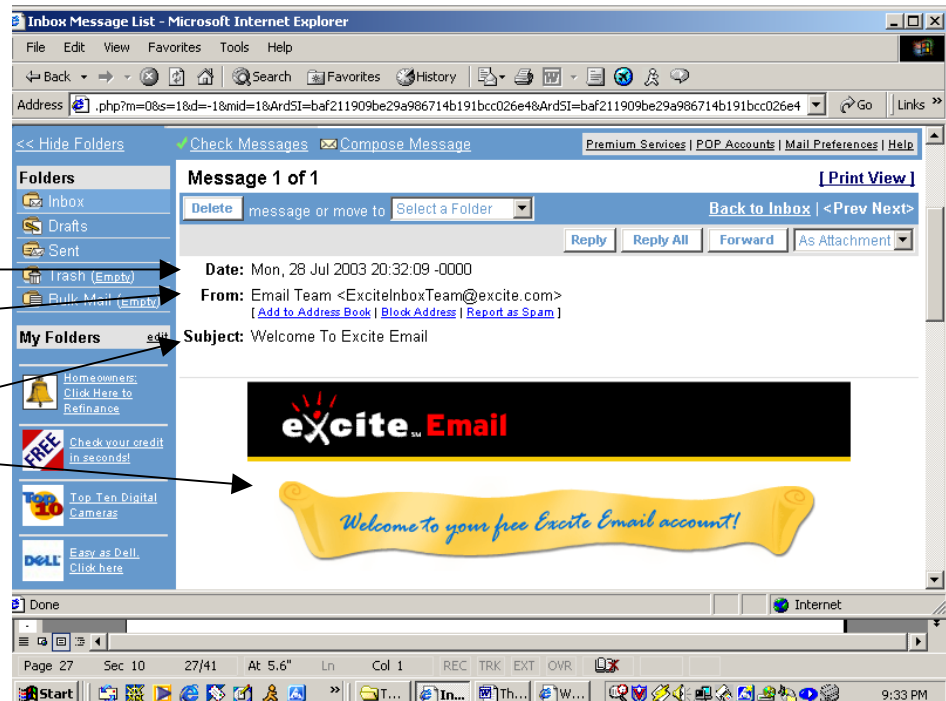 Inbox Message List - Microsoft Internet Explorer
File Edit View Favorites Tools Help
Back Search Favorites History
Address .php?m=0&s=18&d=-1&mid=1&ArdSI=baf211909be29a986714b191bcc026e4&ArdSI=baf211909be29a986714b191bcc026e4 Go Links »
<< Hide Folders Check Messages Compose Message Premium Services | POP Accounts | Mail Preferences | Help
Folders Message 1 of 1 [ Print View ]
Inbox Delete message or move to Select a Folder Back to Inbox | <Prev Next>
Drafts
Sent Reply Reply All Forward As Attachment
Trash (Empty) Date: Mon, 28 Jul 2003 20:32:09 -0000
Bulk Mail (Empty) From: Email Team <ExciteInboxTeam@excite.com>
[ Add to Address Book | Block Address | Report as Spam ]
My Folders edit Subject: Welcome To Excite Email
Homeowners:
Click Here to
Refinance
excite℠ Email
FREE Check your credit
in seconds!
Top 10 Top Ten Digital
Cameras
Welcome to your free Excite Email account!
DELL Easy as Dell.
Click here
Done Internet
Page 27 Sec 10 27/41 At 5.6" Ln Col 1 REC TRK EXT OVR
Start » T... In... Th... W... 9:33 PM